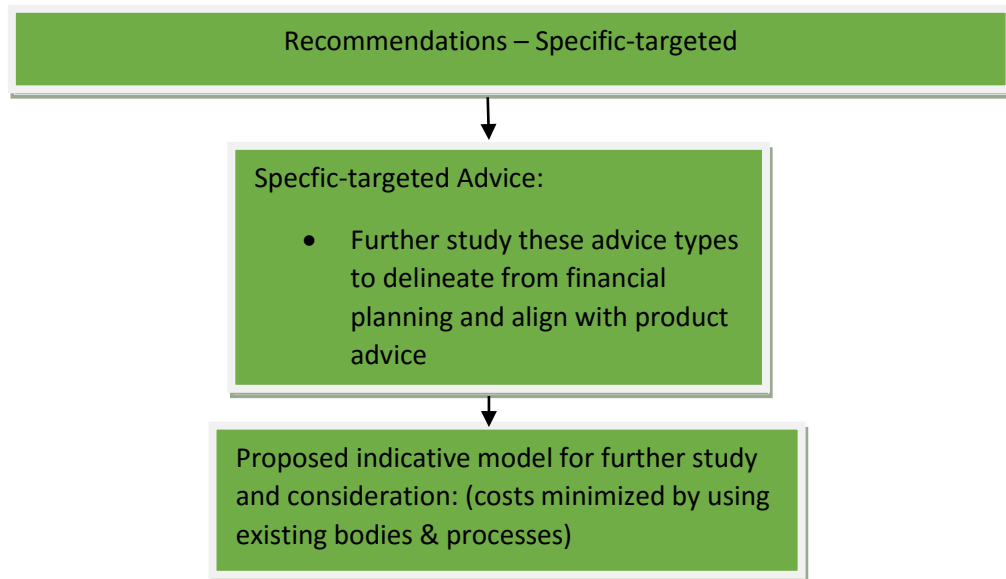 Recommendations – Specific-targeted
Specfic-targeted Advice:
• Further study these advice types
to delineate from financial
planning and align with product
advice
Proposed indicative model for further study
and consideration: (costs minimized by using
existing bodies & processes)